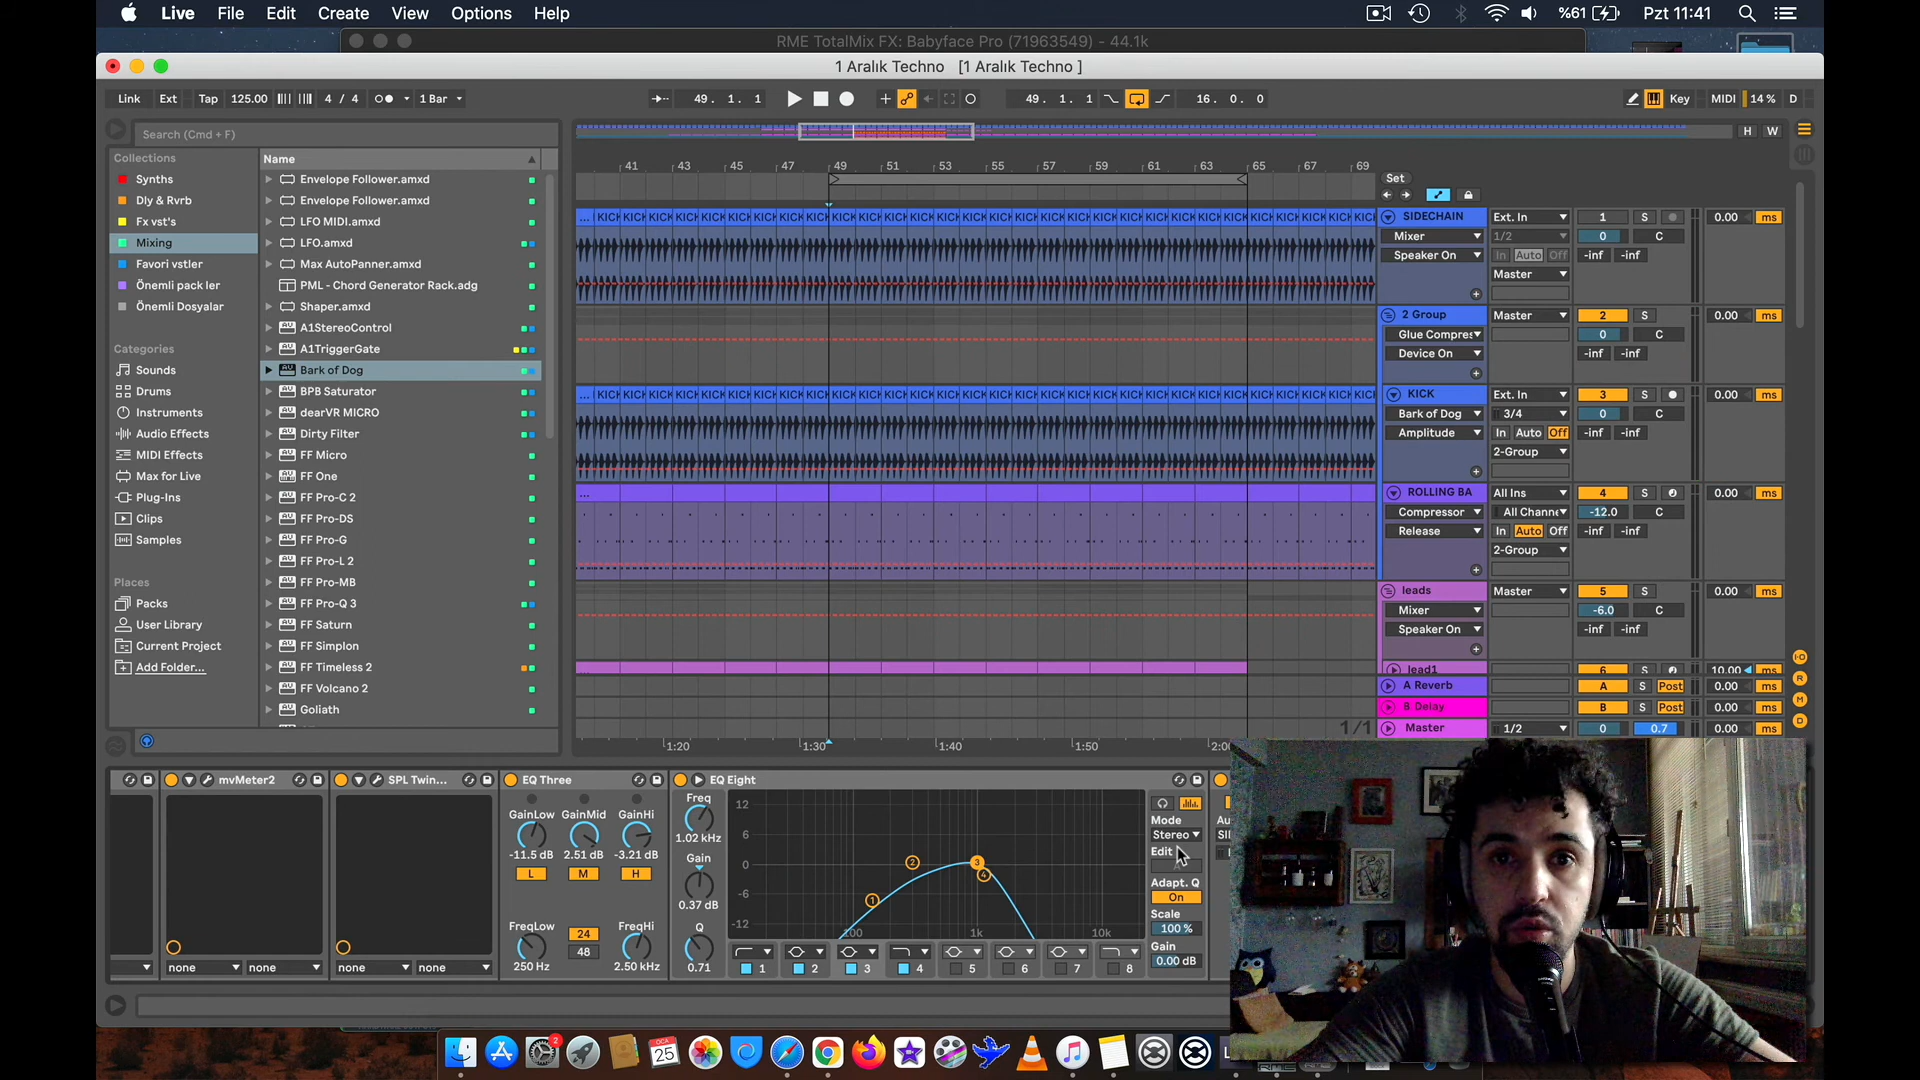 Live File Edit Create View Options Help
%61 Pzt 11:41
RME TotalMix FX: Babyface Pro (71963549) - 44.1k
1 Aralık Techno [1 Aralık Techno ]
Link Ext Tap 125.00 4 / 4 1 Bar 49. 1. 1 49. 1. 1 16. 0. 0 Key MIDI 14 % D
Search (Cmd + F)
H W
Collections
Synths
Dly & Rvrb
Fx vst's
Mixing
Favori vstler
Önemli pack ler
Önemli Dosyalar
Categories
Sounds
Drums
Instruments
Audio Effects
MIDI Effects
Max for Live
Plug-Ins
Clips
Samples
Places
Packs
User Library
Current Project
Add Folder...
Name
Envelope Follower.amxd
Envelope Follower.amxd
LFO MIDI.amxd
LFO.amxd
Max AutoPanner.amxd
PML - Chord Generator Rack.adg
Shaper.amxd
A1StereoControl
A1TriggerGate
Bark of Dog
BPB Saturator
dearVR MICRO
Dirty Filter
FF Micro
FF One
FF Pro-C 2
FF Pro-DS
FF Pro-G
FF Pro-L 2
FF Pro-MB
FF Pro-Q 3
FF Saturn
FF Simplon
FF Timeless 2
FF Volcano 2
Goliath
41 43 45 47 49 51 53 55 57 59 61 63 65 67 69
Set
SIDECHAIN Ext. In 1 S 0.00 ms
Mixer 1/2 0 C
Speaker On In Auto Off -inf -inf
Master
2 Group Master 2 S 0.00 ms
Glue Compres 0 C
Device On -inf -inf
KICK Ext. In 3 S 0.00 ms
Bark of Dog 3/4 0 C
Amplitude In Auto Off -inf -inf
2-Group
ROLLING BA All Ins 4 S 0.00 ms
Compressor All Channe -12.0 C
Release In Auto Off -inf -inf
2-Group
leads Master 5 S 0.00 ms
Mixer -6.0 C
Speaker On -inf -inf
lead1 6 S 10.00 ms
A Reverb A S Post 0.00 ms
B Delay B S Post 0.00 ms
1/1 Master 1/2 0 0.7 0.00 ms
1:20 1:30 1:40 1:50 2:00
mvMeter2
none none
SPL Twin...
none none
EQ Three
GainLow GainMid GainHi
-11.5 dB 2.51 dB -3.21 dB
L M H
FreqLow 24 FreqHi
250 Hz 48 2.50 kHz
EQ Eight
Freq
1.02 kHz
Gain
0.37 dB
Q
0.71
12
6
0
-6
-12
100 1k 10k
1 2 3 4
1 2 3 4 5 6 7 8
Mode
Stereo
Edit
A
Adapt. Q
On
Scale
100 %
Gain
0.00 dB
OCA
25
2